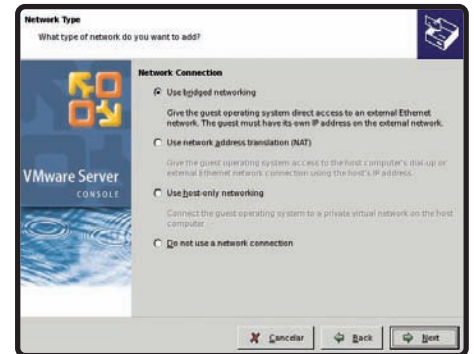 Network Type
What type of network do you want to add?
VMware Server
CONSOLE
Network Connection
Use bridged networking
Give the guest operating system direct access to an external Ethernet
network. The guest must have its own IP address on the external network.
Use network address translation (NAT)
Give the guest operating system access to the host computer's dial-up or
external Ethernet network connection using the host's IP address.
Use host-only networking
Connect the guest operating system to a private virtual network on the host
computer.
Do not use a network connection
Cancelar
Back
Next